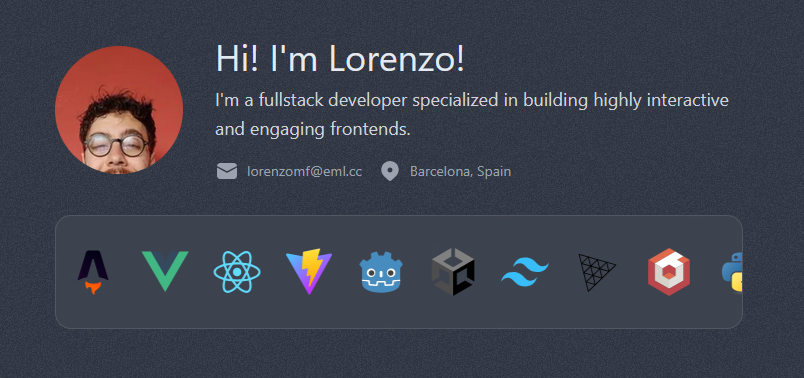 Hi! I'm Lorenzo!
I'm a fullstack developer specialized in building highly interactive
and engaging frontends.
lorenzomf@eml.cc Barcelona, Spain